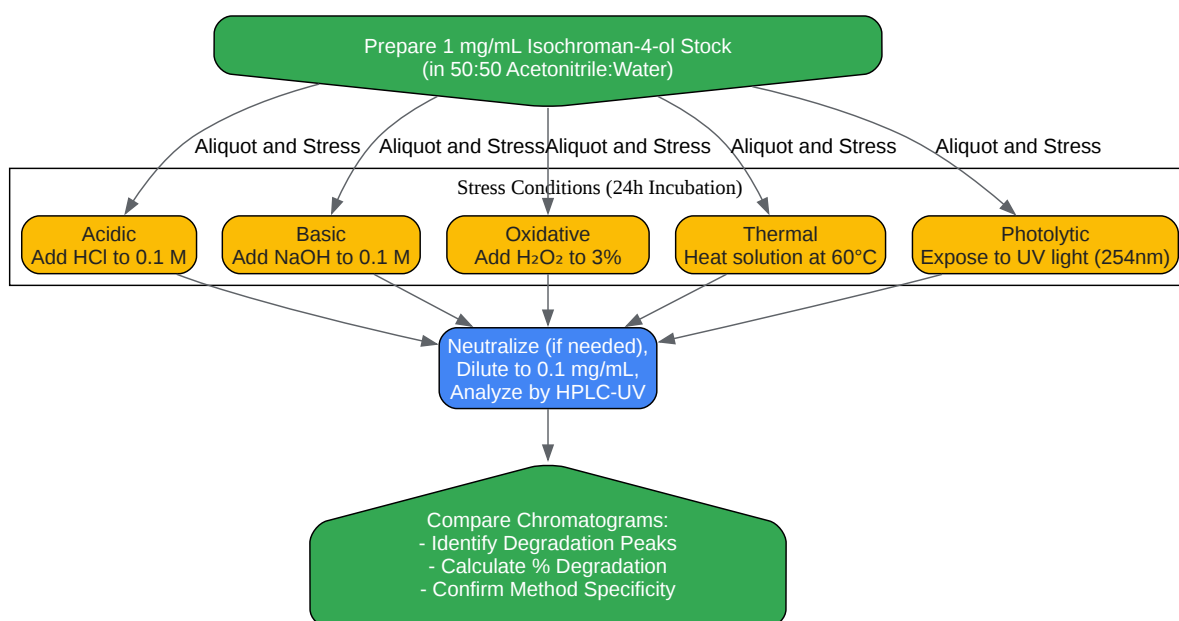 Prepare 1 mg/mL Isochroman-4-ol Stock
(in 50:50 Acetonitrile:Water)
Aliquot and Stress
Aliquot and Stress
Aliquot and Stress
Aliquot and Stress
Aliquot and Stress
Stress Conditions (24h Incubation)
Acidic
Add HCl to 0.1 M
Basic
Add NaOH to 0.1 M
Oxidative
Add H₂O₂ to 3%
Thermal
Heat solution at 60°C
Photolytic
Expose to UV light (254nm)
Neutralize (if needed),
Dilute to 0.1 mg/mL,
Analyze by HPLC-UV
Compare Chromatograms:
- Identify Degradation Peaks
- Calculate % Degradation
- Confirm Method Specificity